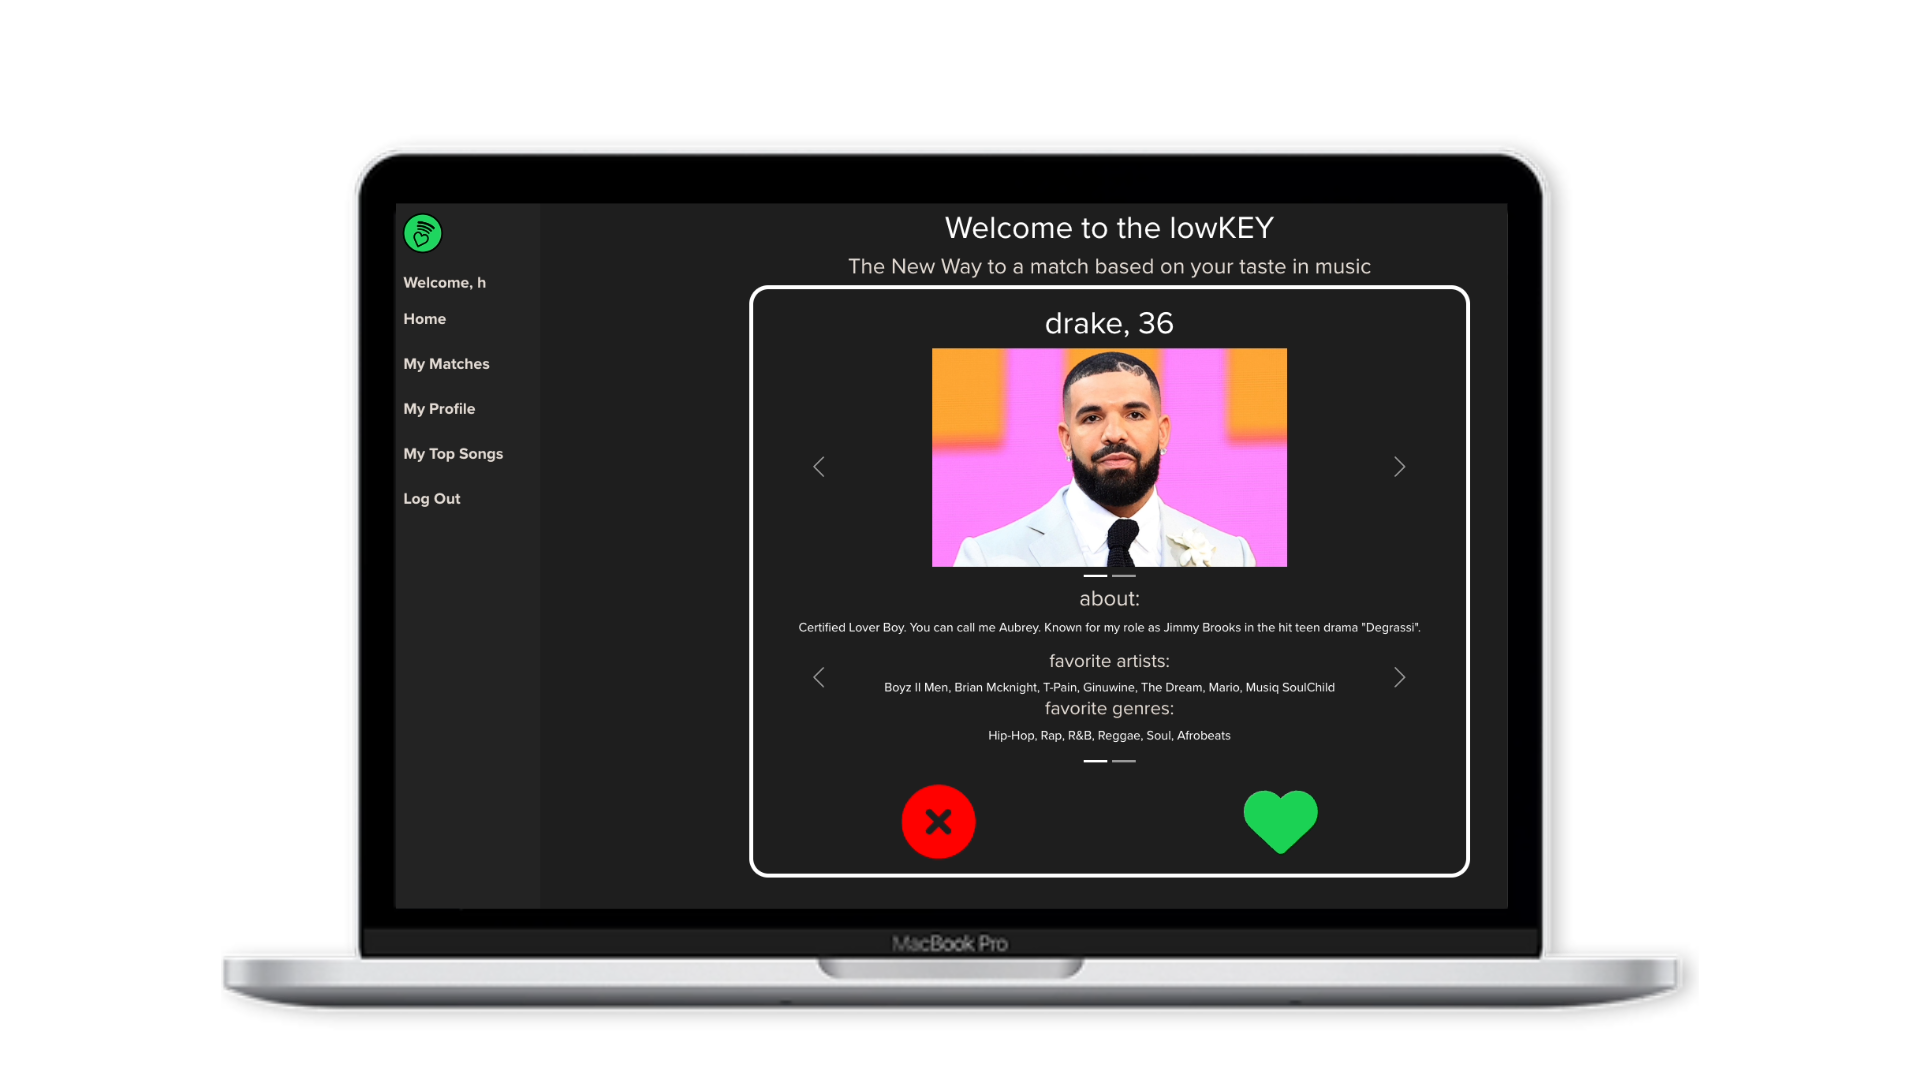 Welcome, h
Home
My Matches
My Profile
My Top Songs
Log Out
Welcome to the lowKEY
The New Way to a match based on your taste in music
drake, 36
about:
Certified Lover Boy. You can call me Aubrey. Known for my role as Jimmy Brooks in the hit teen drama "Degrassi".
favorite artists:
Boyz II Men, Brian Mcknight, T-Pain, Ginuwine, The Dream, Mario, Musiq SoulChild
favorite genres:
Hip-Hop, Rap, R&B, Reggae, Soul, Afrobeats
MacBook Pro